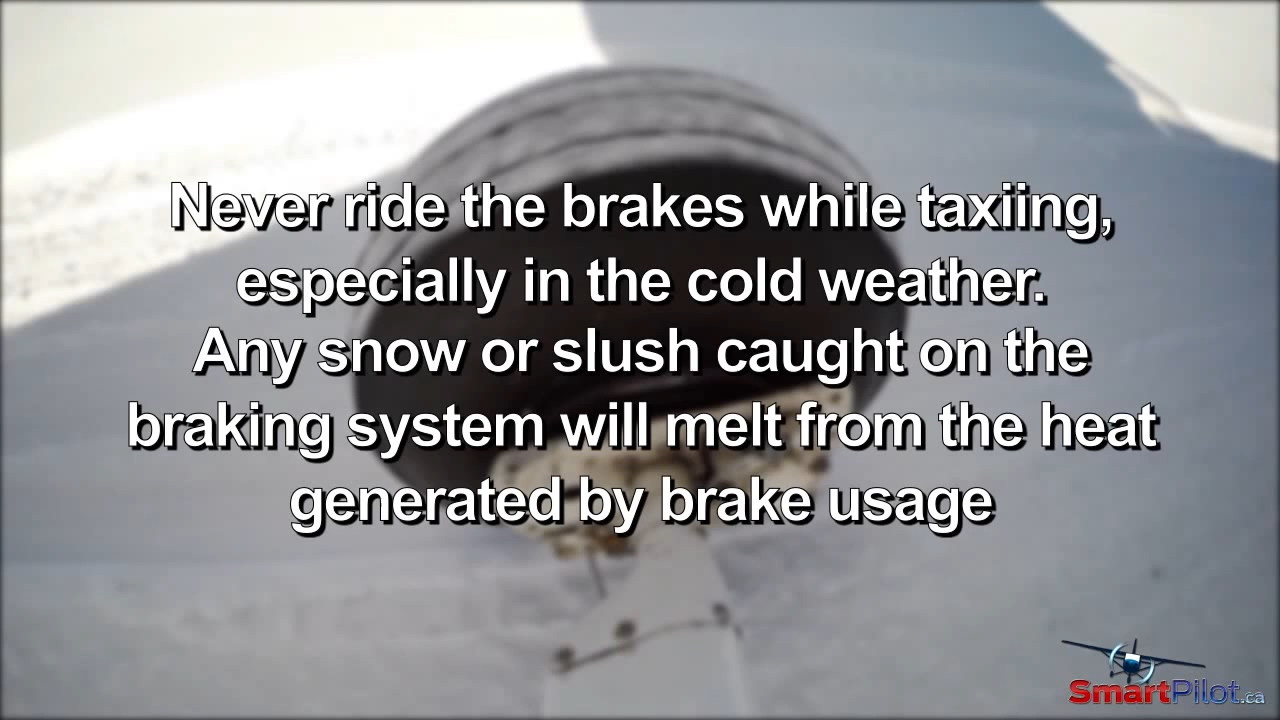 Never ride the brakes while taxiing,
especially in the cold weather.
Any snow or slush caught on the
braking system will melt from the heat
generated by brake usage
SmartPilot.ca